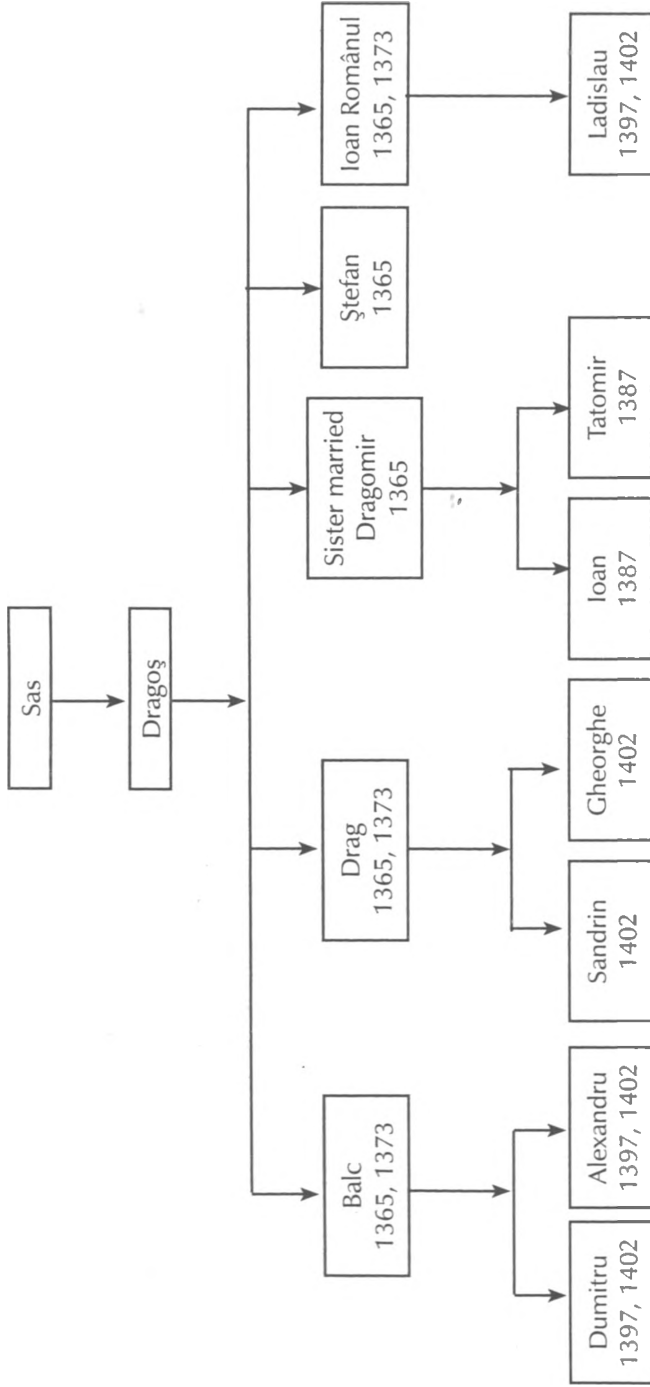 Sas
Dragoş
Balc
1365, 1373
Drag
1365, 1373
Sister married
Dragomir
1365
Ştefan
1365
Ioan Românul
1365, 1373
Dumitru
1397, 1402
Alexandru
1397, 1402
Sandrin
1402
Gheorghe
1402
Ioan
1387
Tatomir
1387
Ladislau
1397, 1402